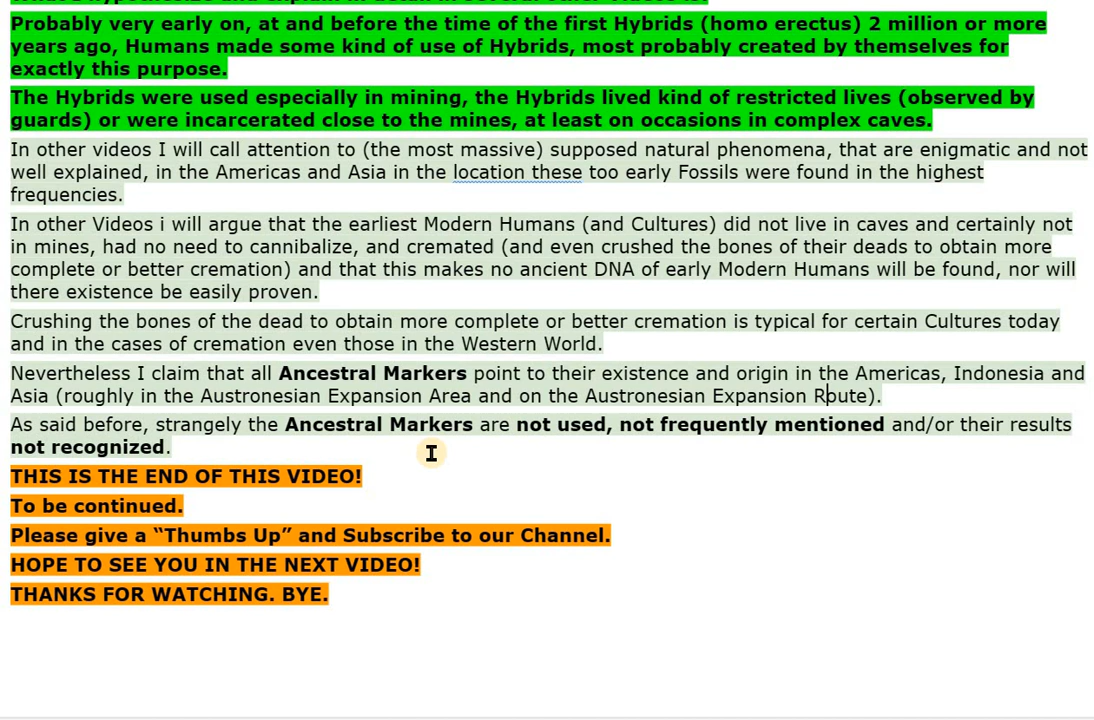 What I hypothesize and explain in detail in several other Videos is:
Probably very early on, at and before the time of the first Hybrids (homo erectus) 2 million or more
years ago, Humans made some kind of use of Hybrids, most probably created by themselves for
exactly this purpose.
The Hybrids were used especially in mining, the Hybrids lived kind of restricted lives (observed by
guards) or were incarcerated close to the mines, at least on occasions in complex caves.
In other videos I will call attention to (the most massive) supposed natural phenomena, that are enigmatic and not
well explained, in the Americas and Asia in the location these too early Fossils were found in the highest
frequencies.
In other Videos i will argue that the earliest Modern Humans (and Cultures) did not live in caves and certainly not
in mines, had no need to cannibalize, and cremated (and even crushed the bones of their deads to obtain more
complete or better cremation) and that this makes no ancient DNA of early Modern Humans will be found, nor will
there existence be easily proven.
Crushing the bones of the dead to obtain more complete or better cremation is typical for certain Cultures today
and in the cases of cremation even those in the Western World.
Nevertheless I claim that all Ancestral Markers point to their existence and origin in the Americas, Indonesia and
Asia (roughly in the Austronesian Expansion Area and on the Austronesian Expansion Route).
As said before, strangely the Ancestral Markers are not used, not frequently mentioned and/or their results
not recognized.
THIS IS THE END OF THIS VIDEO!
To be continued.
Please give a “Thumbs Up” and Subscribe to our Channel.
HOPE TO SEE YOU IN THE NEXT VIDEO!
THANKS FOR WATCHING. BYE.